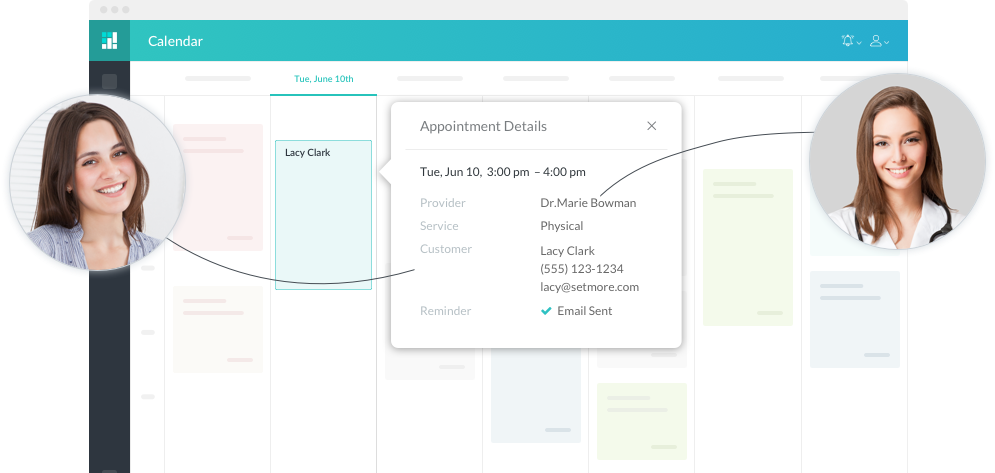 Calendar
Tue, June 10th
Lacy Clark
Appointment Details
Tue, Jun 10, 3:00 pm – 4:00 pm
Provider Dr.Marie Bowman
Service Physical
Customer Lacy Clark
(555) 123-1234
lacy@setmore.com
Reminder Email Sent